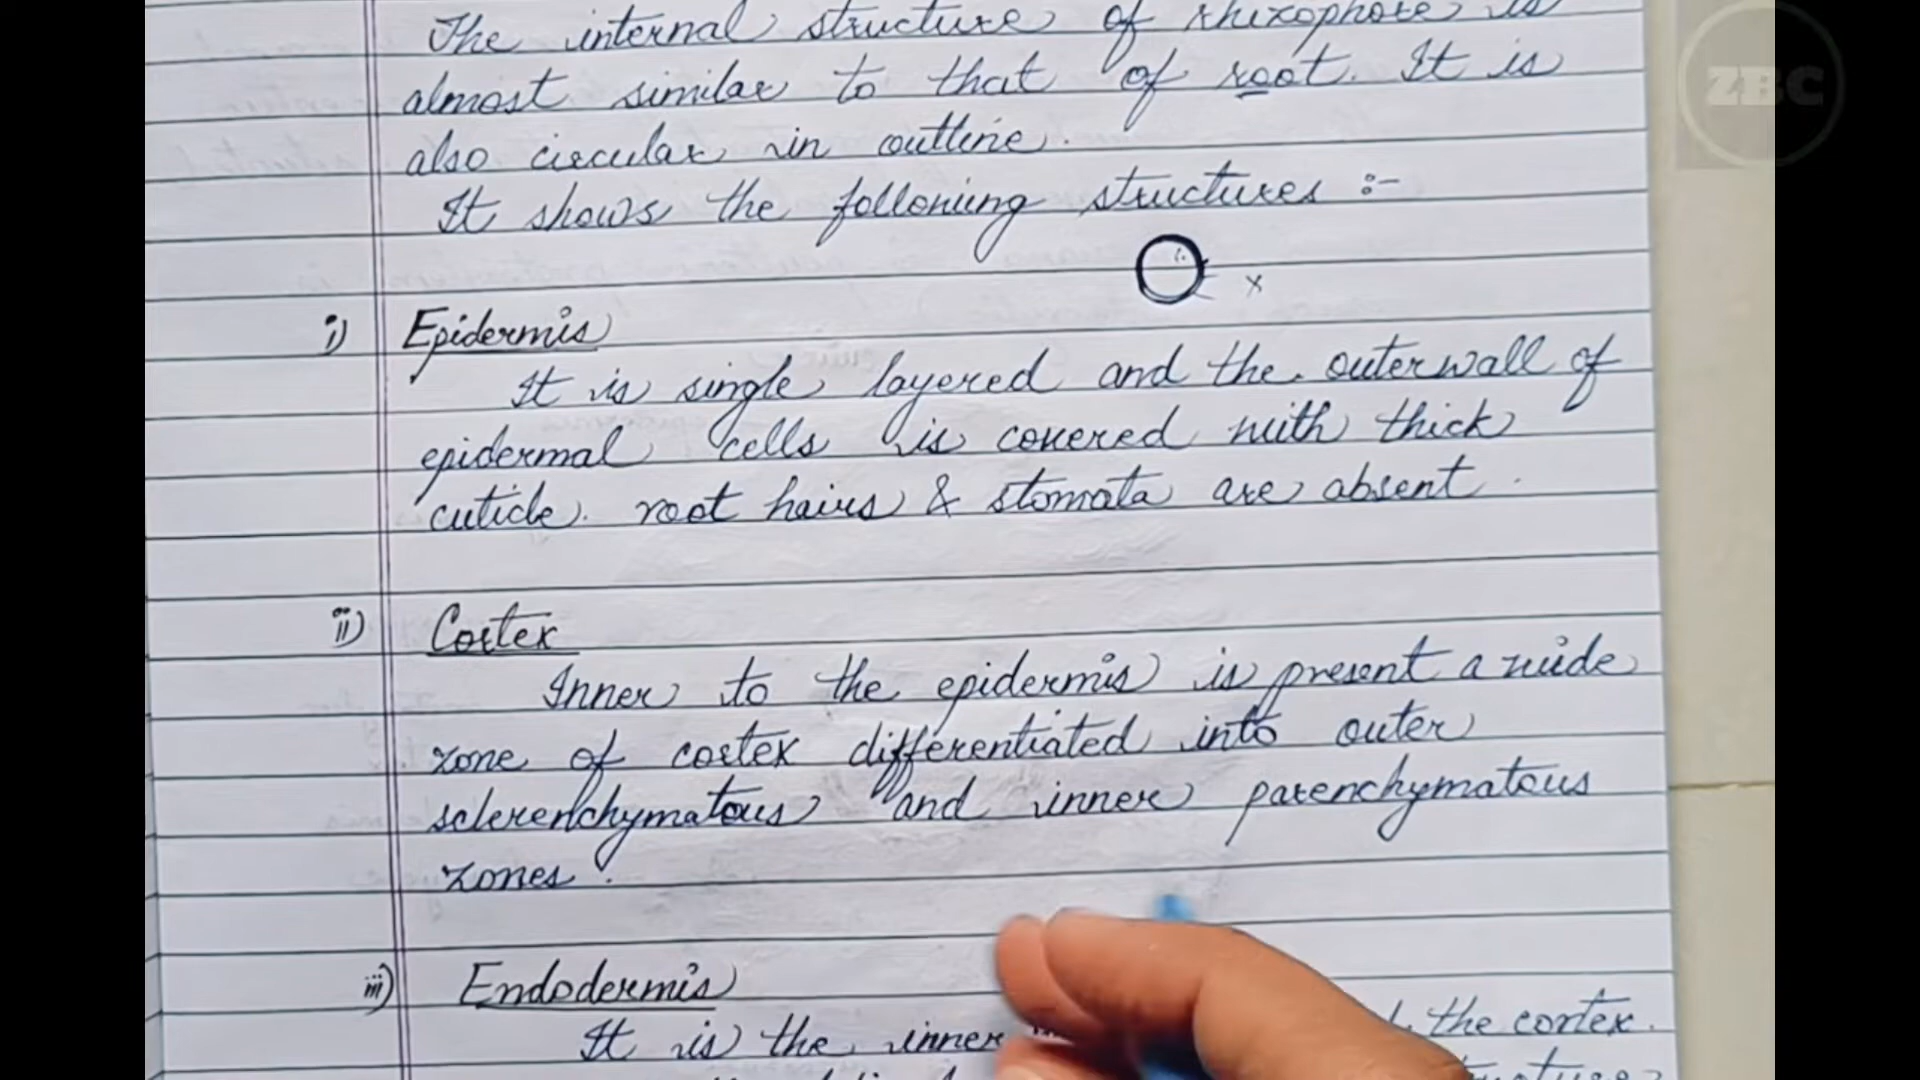 The internal structure of rhizophore is
almost similar to that of root. It is
also circular in outline.
It shows the following structures :-
x
i) Epidermis
It is single layered and the outer wall of
epidermal cells is covered with thick
cuticle. root hairs & stomata are absent.
ii) Cortex
Inner to the epidermis is present a wide
zone of cortex differentiated into outer
sclerenchymatous and inner parenchymatous
zones.
iii) Endodermis
It is the inner the cortex.
ZBC